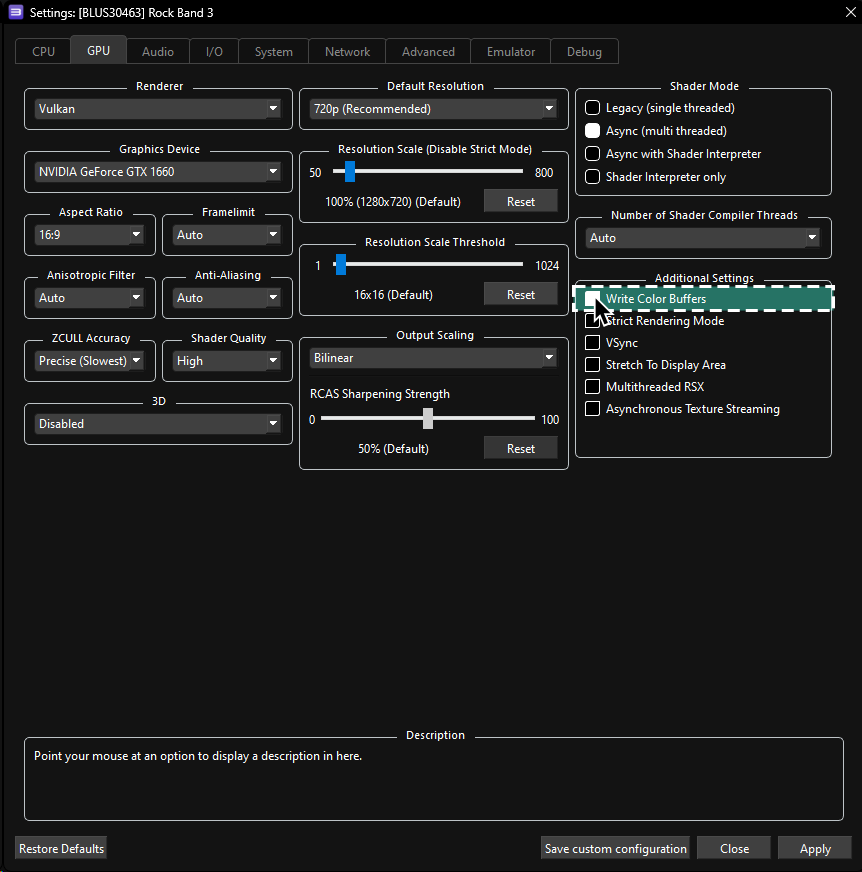 Settings: [BLUS30463] Rock Band 3
CPU
GPU
Audio
I/O
System
Network
Advanced
Emulator
Debug
Renderer
Vulkan
Graphics Device
NVIDIA GeForce GTX 1660
Aspect Ratio
16:9
Framelimit
Auto
Anisotropic Filter
Auto
Anti-Aliasing
Auto
ZCULL Accuracy
Precise (Slowest)
Shader Quality
High
3D
Disabled
Default Resolution
720p (Recommended)
Resolution Scale (Disable Strict Mode)
50
800
100% (1280x720) (Default)
Reset
Resolution Scale Threshold
1
1024
16x16 (Default)
Reset
Output Scaling
Bilinear
RCAS Sharpening Strength
0
100
50% (Default)
Reset
Shader Mode
Legacy (single threaded)
Async (multi threaded)
Async with Shader Interpreter
Shader Interpreter only
Number of Shader Compiler Threads
Auto
Additional Settings
Write Color Buffers
Strict Rendering Mode
VSync
Stretch To Display Area
Multithreaded RSX
Asynchronous Texture Streaming
Description
Point your mouse at an option to display a description in here.
Restore Defaults
Save custom configuration
Close
Apply